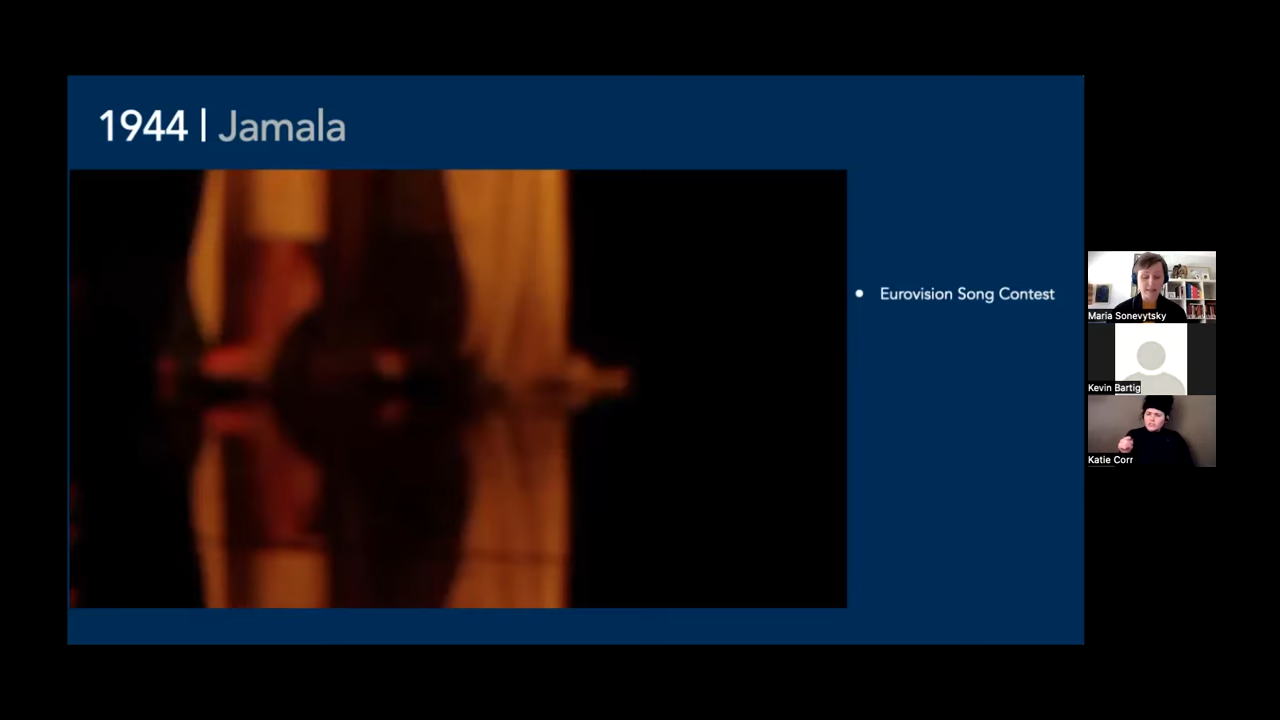 1944 | Jamala
Eurovision Song Contest
Maria Sonevytsky
Kevin Bartig
Katie Corr